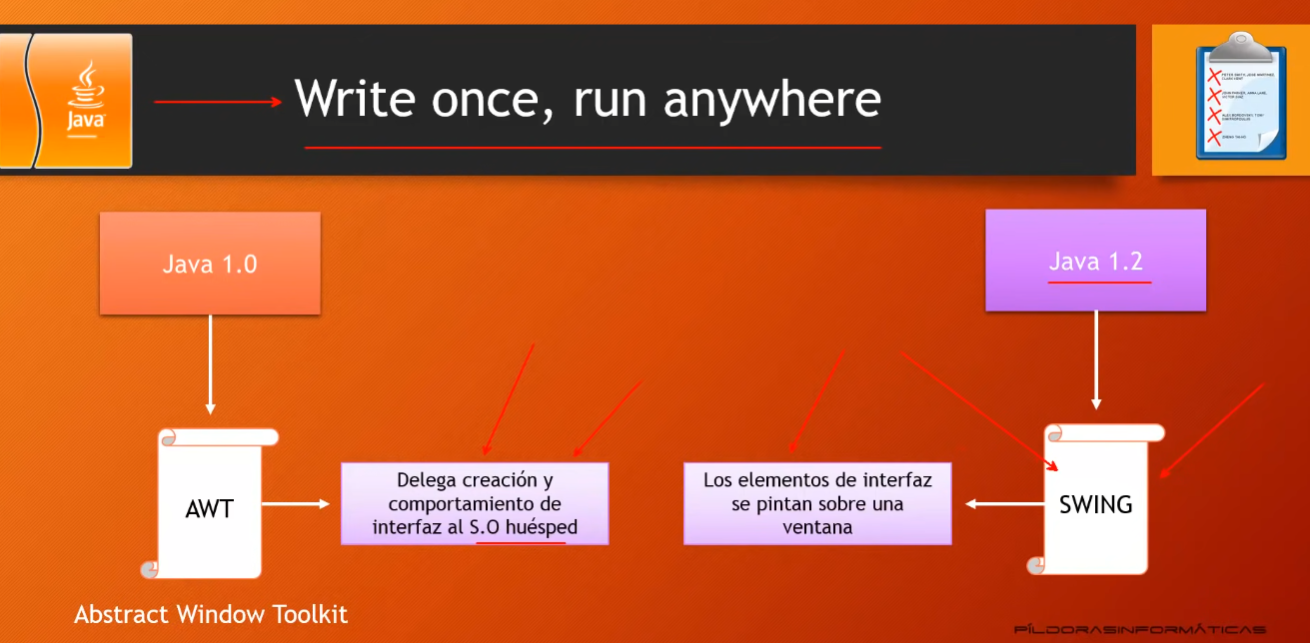 Java
Write once, run anywhere
Java 1.0
Java 1.2
AWT
Delega creación y
comportamiento de
interfaz al S.O huésped
Los elementos de interfaz
se pintan sobre una
ventana
SWING
Abstract Window Toolkit
PÍLDORASINFORMÁTICAS